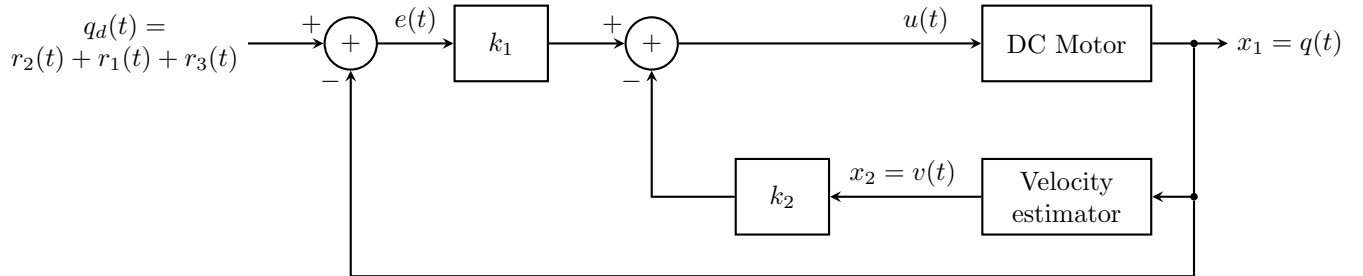 q_d(t) =
r_2(t) + r_1(t) + r_3(t)
+
+
−
e(t)
k_1
+
+
−
u(t)
DC Motor
x_1 = q(t)
k_2
x_2 = v(t)
Velocity
estimator